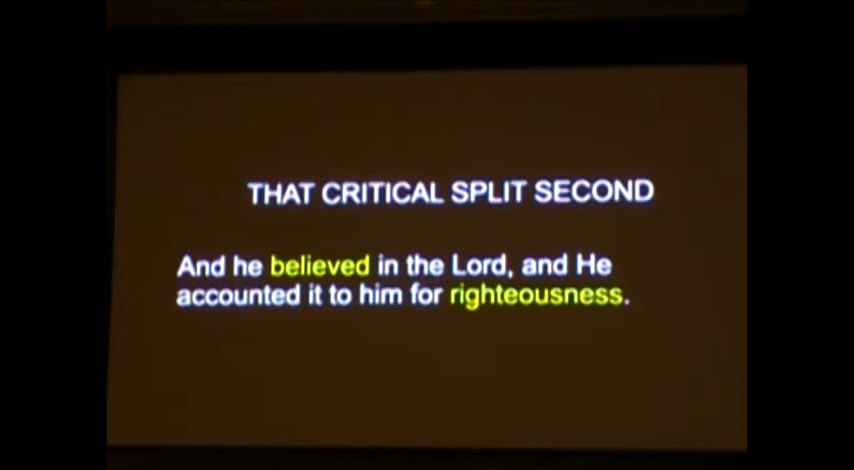 THAT CRITICAL SPLIT SECOND
And he believed in the Lord, and He
accounted it to him for righteousness.